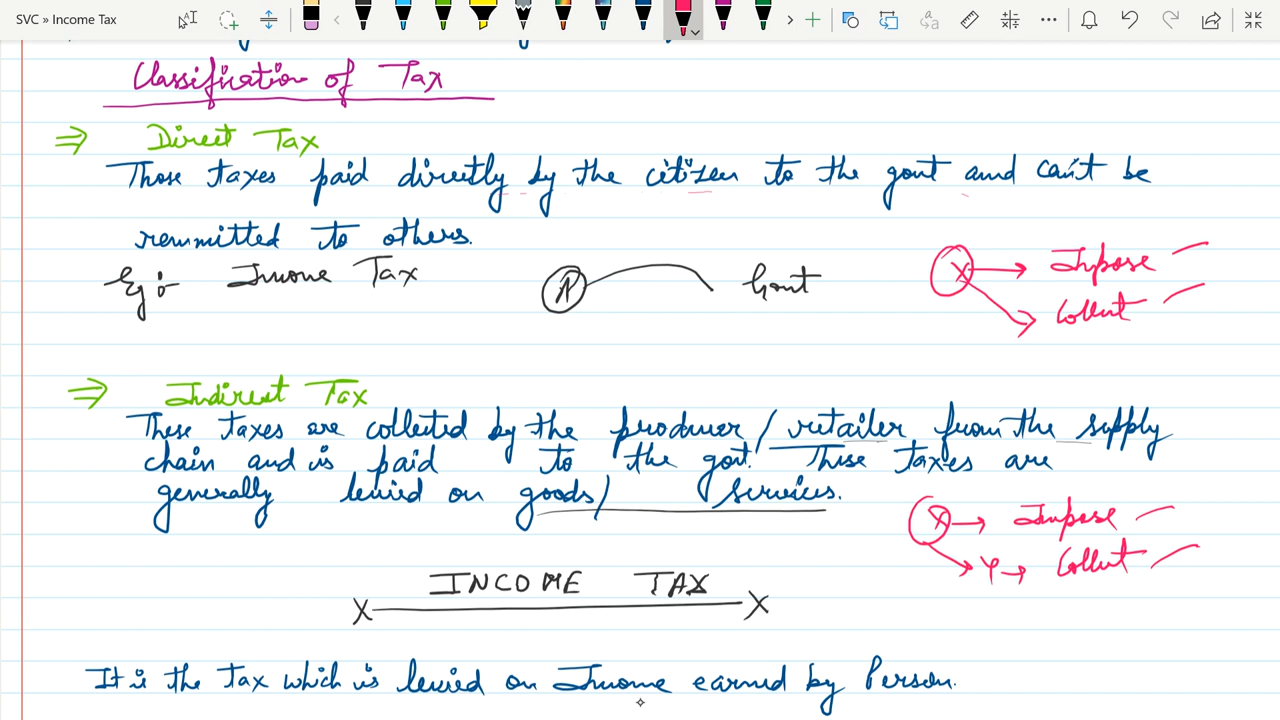 SVC » Income Tax
Classification of Tax
⇒ Direct Tax
Those taxes paid directly by the citizen to the govt and can't be
remmitted to others.
Eg:- Income Tax
Govt
X → Impose
→ Collect
⇒ Indirect Tax
These taxes are collected by the producer / retailer from the supply
chain and is paid to the govt. These taxes are
generally levied on goods / services.
X → Impose
→ Y → Collect
X INCOME TAX X
It is the Tax which is levied on Income earned by Person.